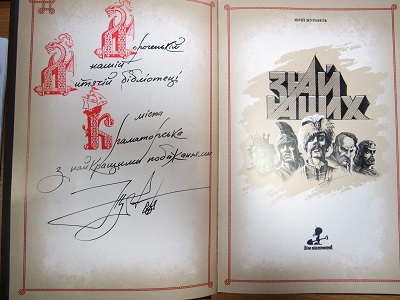 Дорогенькій
нашій
Дитячій бібліотеці
міста
Краматорська
з найкращими побажаннями
ЮРІЙ ЖУРАВЕЛЬ
ЗНАЙ
НАШИХ